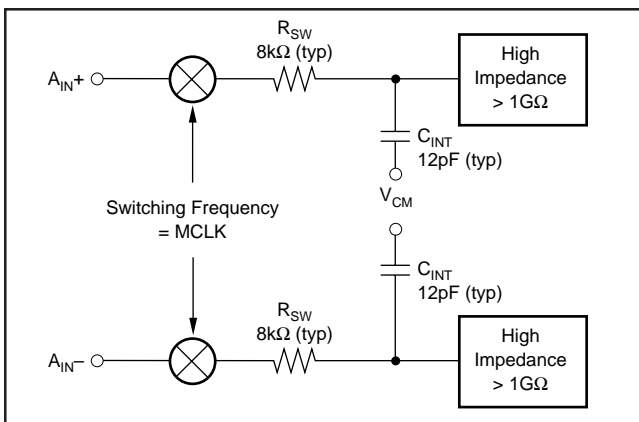 R_SW
8kΩ (typ)
High
Impedance
> 1GΩ
A_IN+
C_INT
12pF (typ)
V_CM
Switching Frequency
= MCLK
C_INT
12pF (typ)
R_SW
8kΩ (typ)
High
Impedance
> 1GΩ
A_IN–